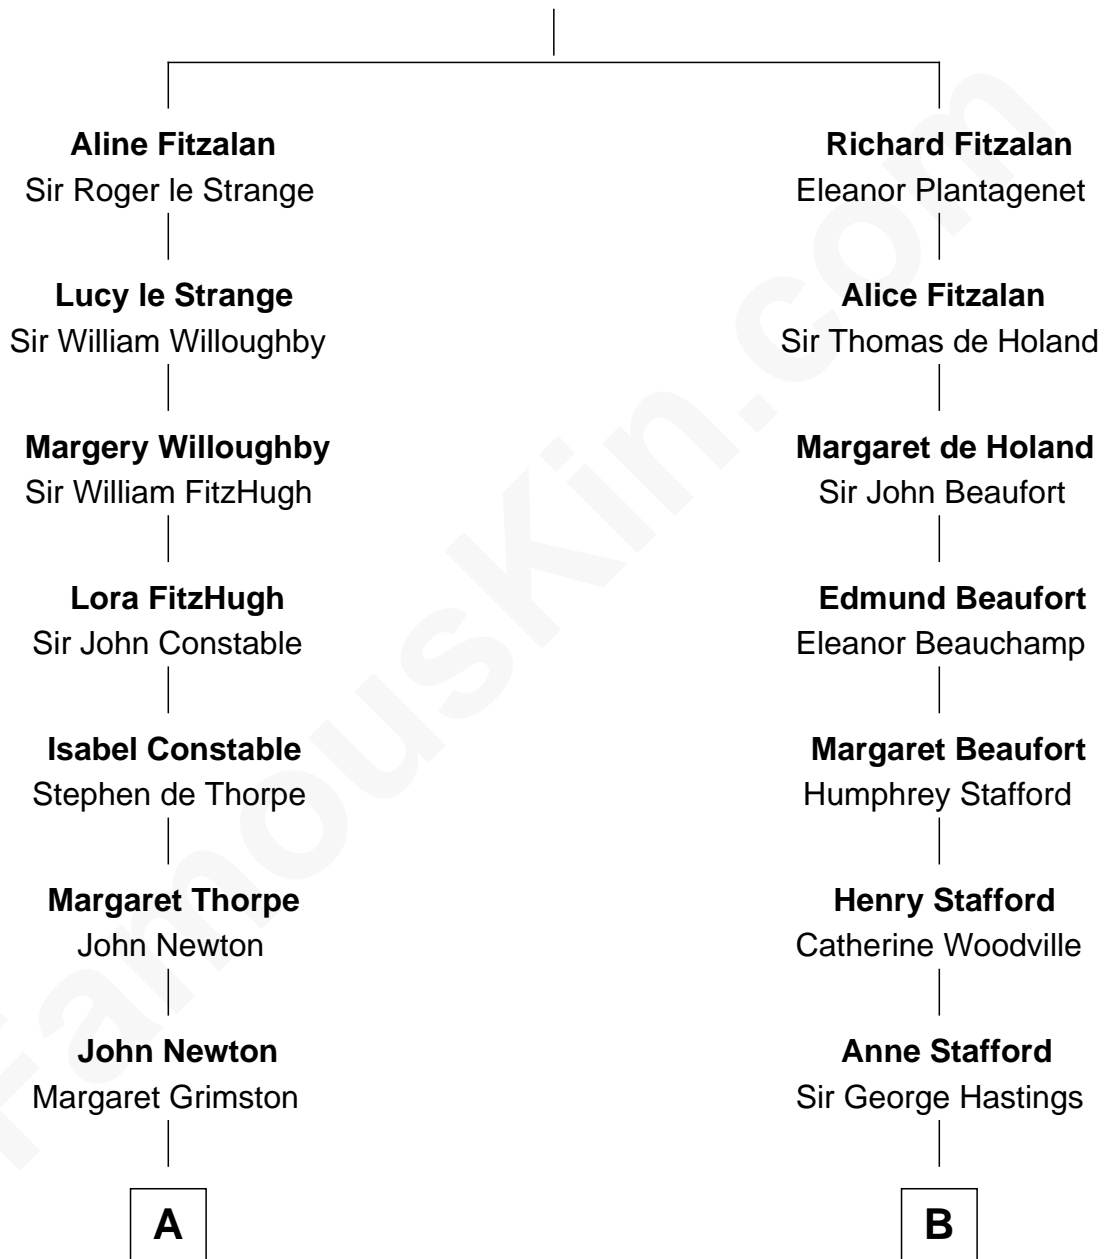 Aline Fitzalan
Sir Roger le Strange
Lucy le Strange
Sir William Willoughby
Margery Willoughby
Sir William FitzHugh
Lora FitzHugh
Sir John Constable
Isabel Constable
Stephen de Thorpe
Margaret Thorpe
John Newton
John Newton
Margaret Grimston
A
Richard Fitzalan
Eleanor Plantagenet
Alice Fitzalan
Sir Thomas de Holand
Margaret de Holand
Sir John Beaufort
Edmund Beaufort
Eleanor Beauchamp
Margaret Beaufort
Humphrey Stafford
Henry Stafford
Catherine Woodville
Anne Stafford
Sir George Hastings
B
FamousKin.com